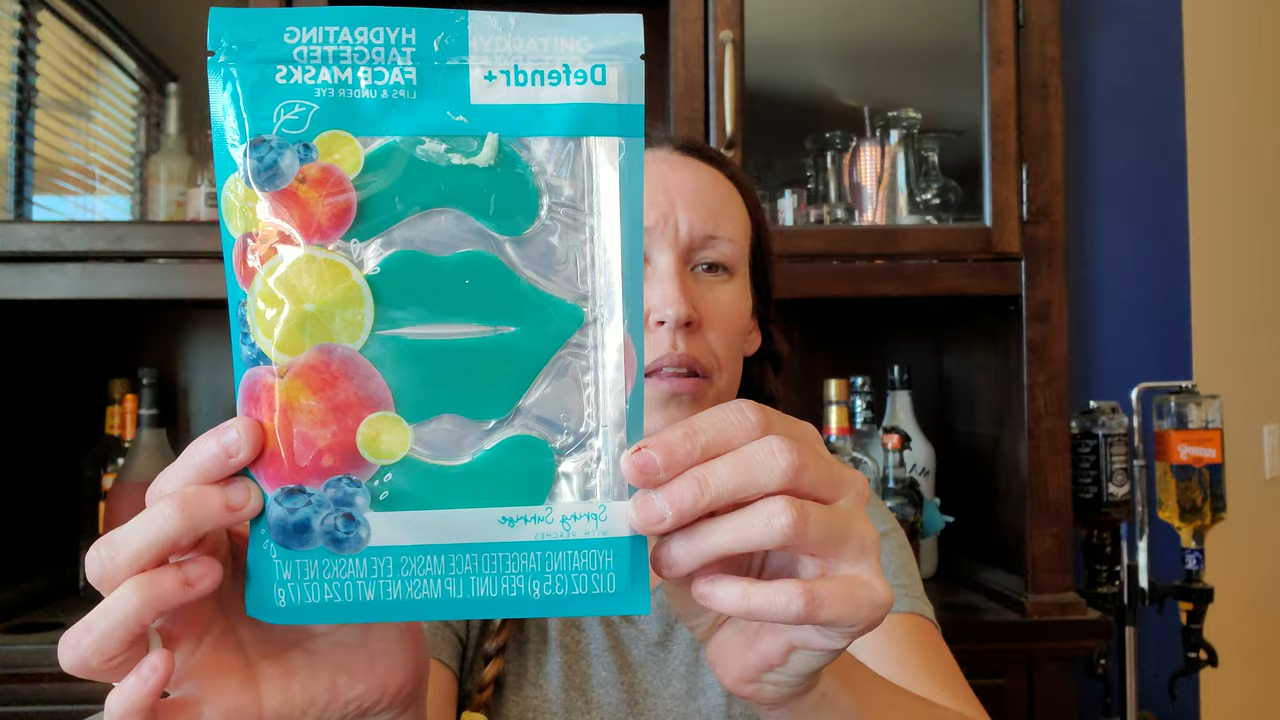 HYDRATING
TARGETED
FACE MASKS
LIPS & UNDER EYE
Defendr+
Spring Sunrise
WITH PEACHES
HYDRATING TARGETED FACE MASKS, EYE MASKS NET WT
0.12 OZ (3.5 g) PER UNIT. LIP MASK NET WT 0.24 OZ (7 g)